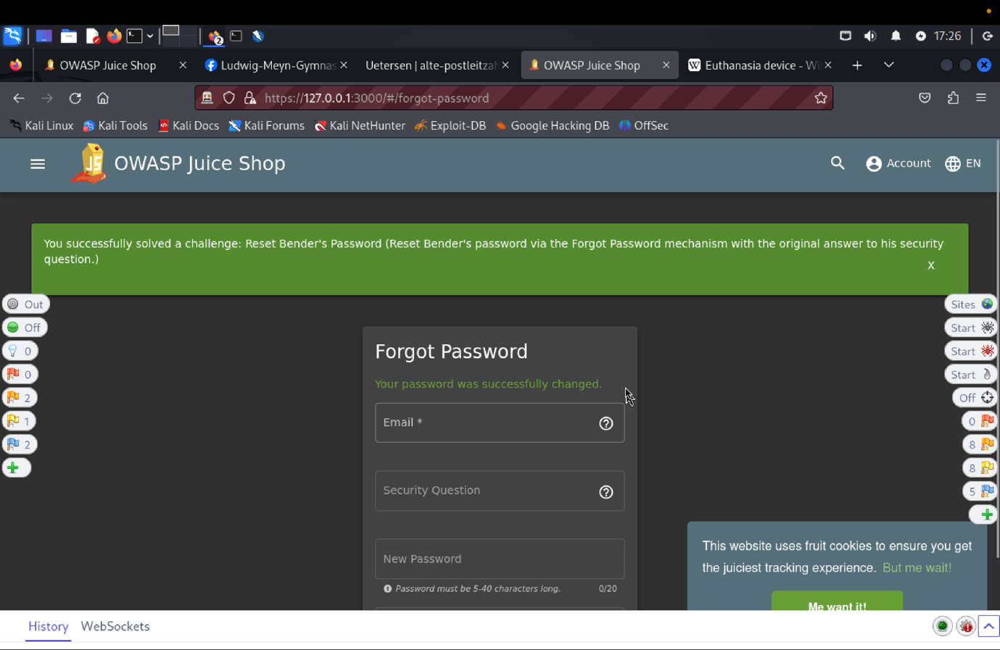 17:26
OWASP Juice Shop
Ludwig-Meyn-Gymnas
Uetersen | alte-postleitzah
OWASP Juice Shop
Euthanasia device - Wi
https://127.0.0.1:3000/#/forgot-password
Kali Linux
Kali Tools
Kali Docs
Kali Forums
Kali NetHunter
Exploit-DB
Google Hacking DB
OffSec
OWASP Juice Shop
Account
EN
You successfully solved a challenge: Reset Bender's Password (Reset Bender's password via the Forgot Password mechanism with the original answer to his security
question.)
X
Out
Off
0
0
2
1
2
Sites
Start
Start
Start
Off
0
8
8
5
Forgot Password
Your password was successfully changed.
Email *
Security Question
New Password
Password must be 5-40 characters long.
0/20
This website uses fruit cookies to ensure you get
the juiciest tracking experience. But me wait!
Me want it!
History
WebSockets